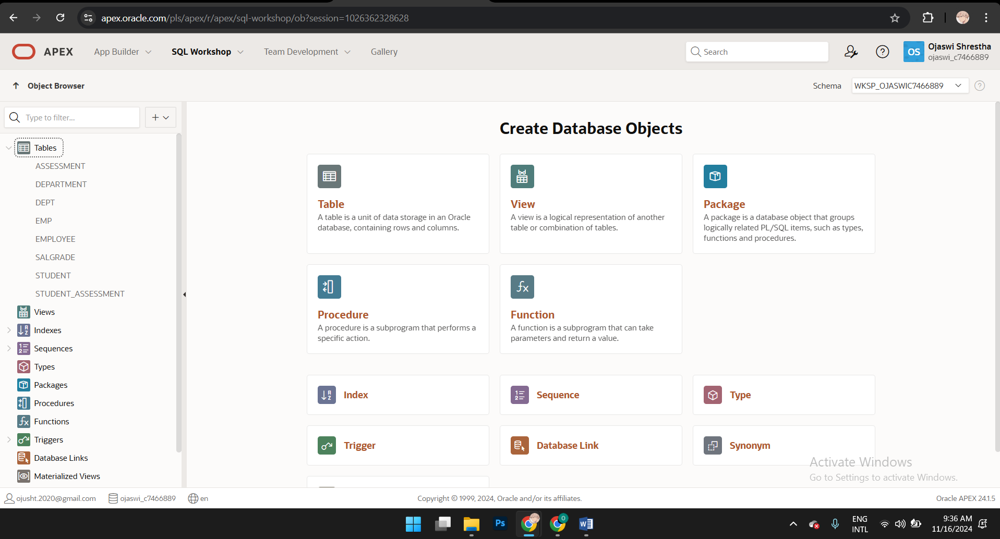 apex.oracle.com/pls/apex/r/apex/sql-workshop/ob?session=1026362328628
APEX App Builder SQL Workshop Team Development Gallery Search OS Ojaswi Shrestha
ojaswi_c7466889
Object Browser Schema WKSP_OJASWIC7466889
Type to filter...
Tables
ASSESSMENT
DEPARTMENT
DEPT
EMP
EMPLOYEE
SALGRADE
STUDENT
STUDENT_ASSESSMENT
Views
Indexes
Sequences
Types
Packages
Procedures
Functions
Triggers
Database Links
Materialized Views
Create Database Objects
Table
A table is a unit of data storage in an Oracle
database, containing rows and columns.
View
A view is a logical representation of another
table or combination of tables.
Package
A package is a database object that groups
logically related PL/SQL items, such as types,
functions and procedures.
Procedure
A procedure is a subprogram that performs a
specific action.
Function
A function is a subprogram that can take
parameters and return a value.
Index
Sequence
Type
Trigger
Database Link
Synonym
Activate Windows
Go to Settings to activate Windows.
ojusht.2020@gmail.com ojaswi_c7466889 en Copyright © 1999, 2024, Oracle and/or its affiliates. Oracle APEX 24.1.5
Ps
ENG
INTL
9:36 AM
11/16/2024